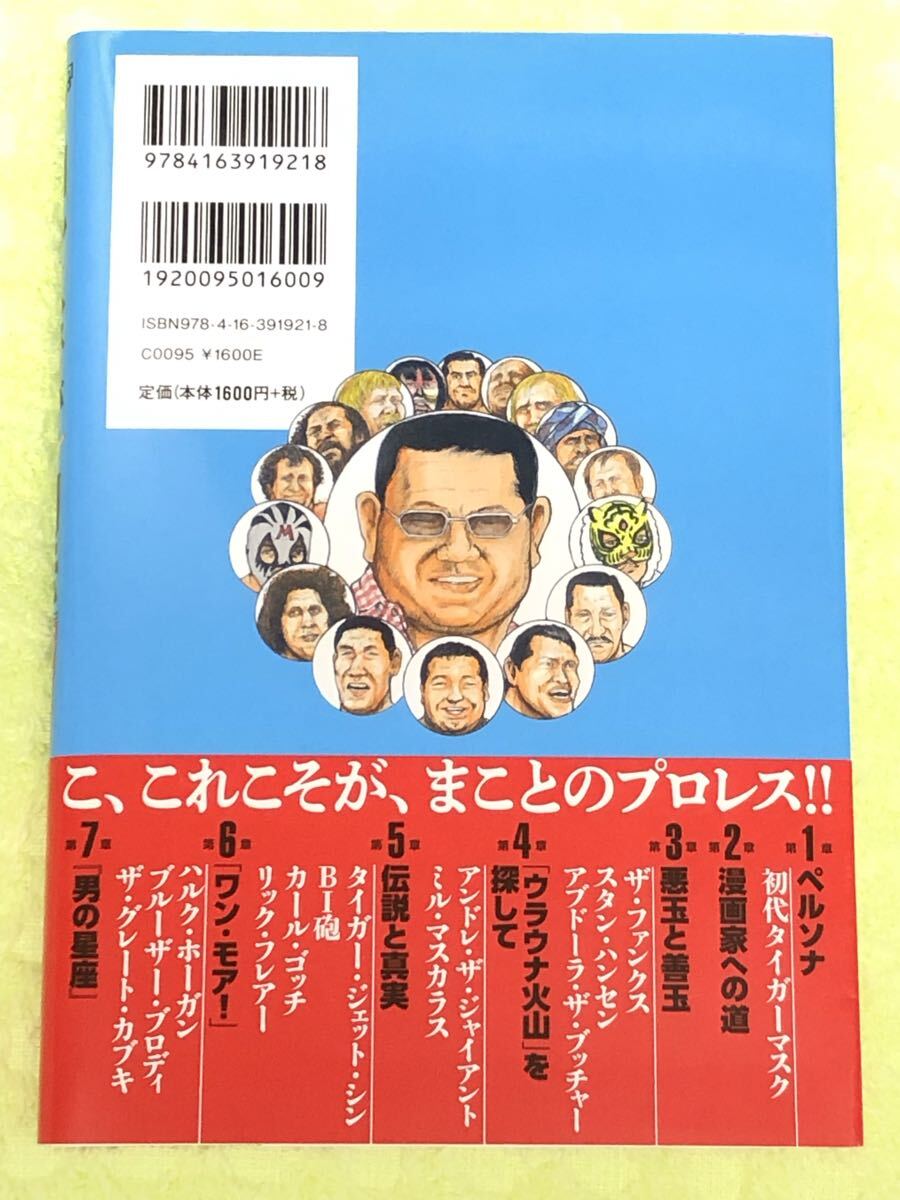 9784163919218
1920095016009
ISBN978-4-16-391921-8
C0095 ¥1600E
定価(本体1600円+税)
M
こ、これこそが、まことのプロレス!!
第1章 ペルソナ
初代タイガーマスク
第2章 漫画家への道
第3章 悪玉と善玉
ザ・ファンクス
スタン・ハンセン
アブドーラ・ザ・ブッチャー
第4章 「ウラウナ火山」を
探して
アンドレ・ザ・ジャイアント
ミル・マスカラス
第5章 伝説と真実
タイガー・ジェット・シン
BI砲
カール・ゴッチ
リック・フレアー
第6章 「ワン・モア!」
ハルク・ホーガン
ブルーザー・ブロディ
ザ・グレート・カブキ
第7章 「男の星座」